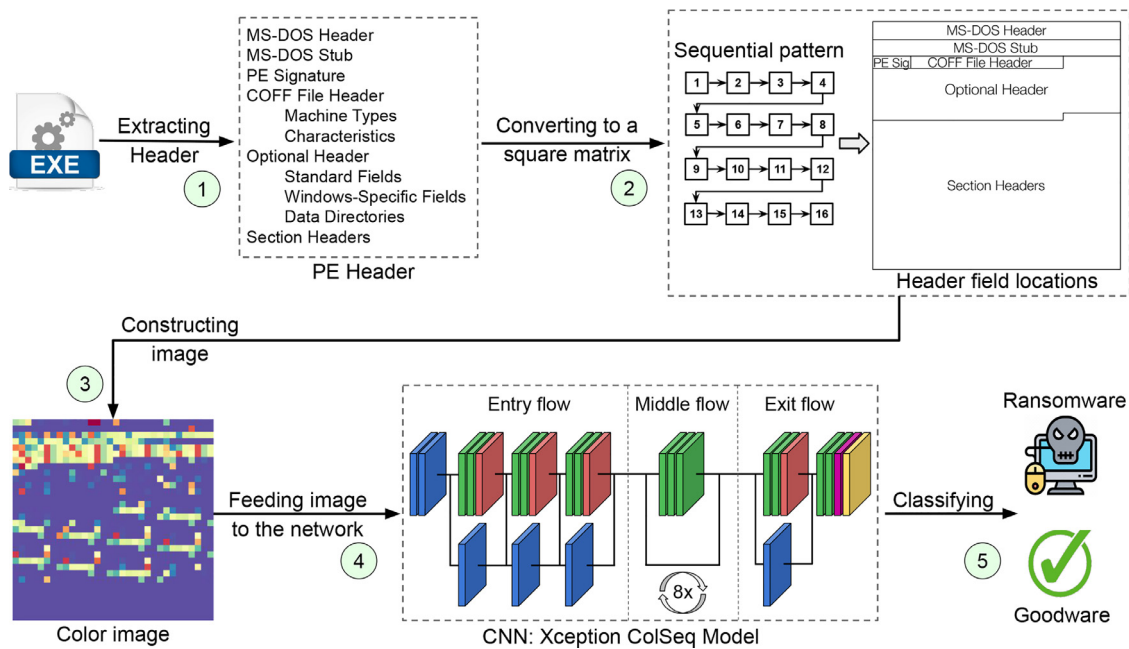 EXE
Extracting
Header
1
MS-DOS Header
MS-DOS Stub
PE Signature
COFF File Header
Machine Types
Characteristics
Optional Header
Standard Fields
Windows-Specific Fields
Data Directories
Section Headers
PE Header
Converting to a
square matrix
2
Sequential pattern
1 2 3 4
5 6 7 8
9 10 11 12
13 14 15 16
MS-DOS Header
MS-DOS Stub
PE Sig COFF File Header
Optional Header
Section Headers
Header field locations
Constructing
image
3
Color image
Feeding image
to the network
4
Entry flow Middle flow Exit flow
8x
CNN: Xception ColSeq Model
Classifying
5
Ransomware
Goodware